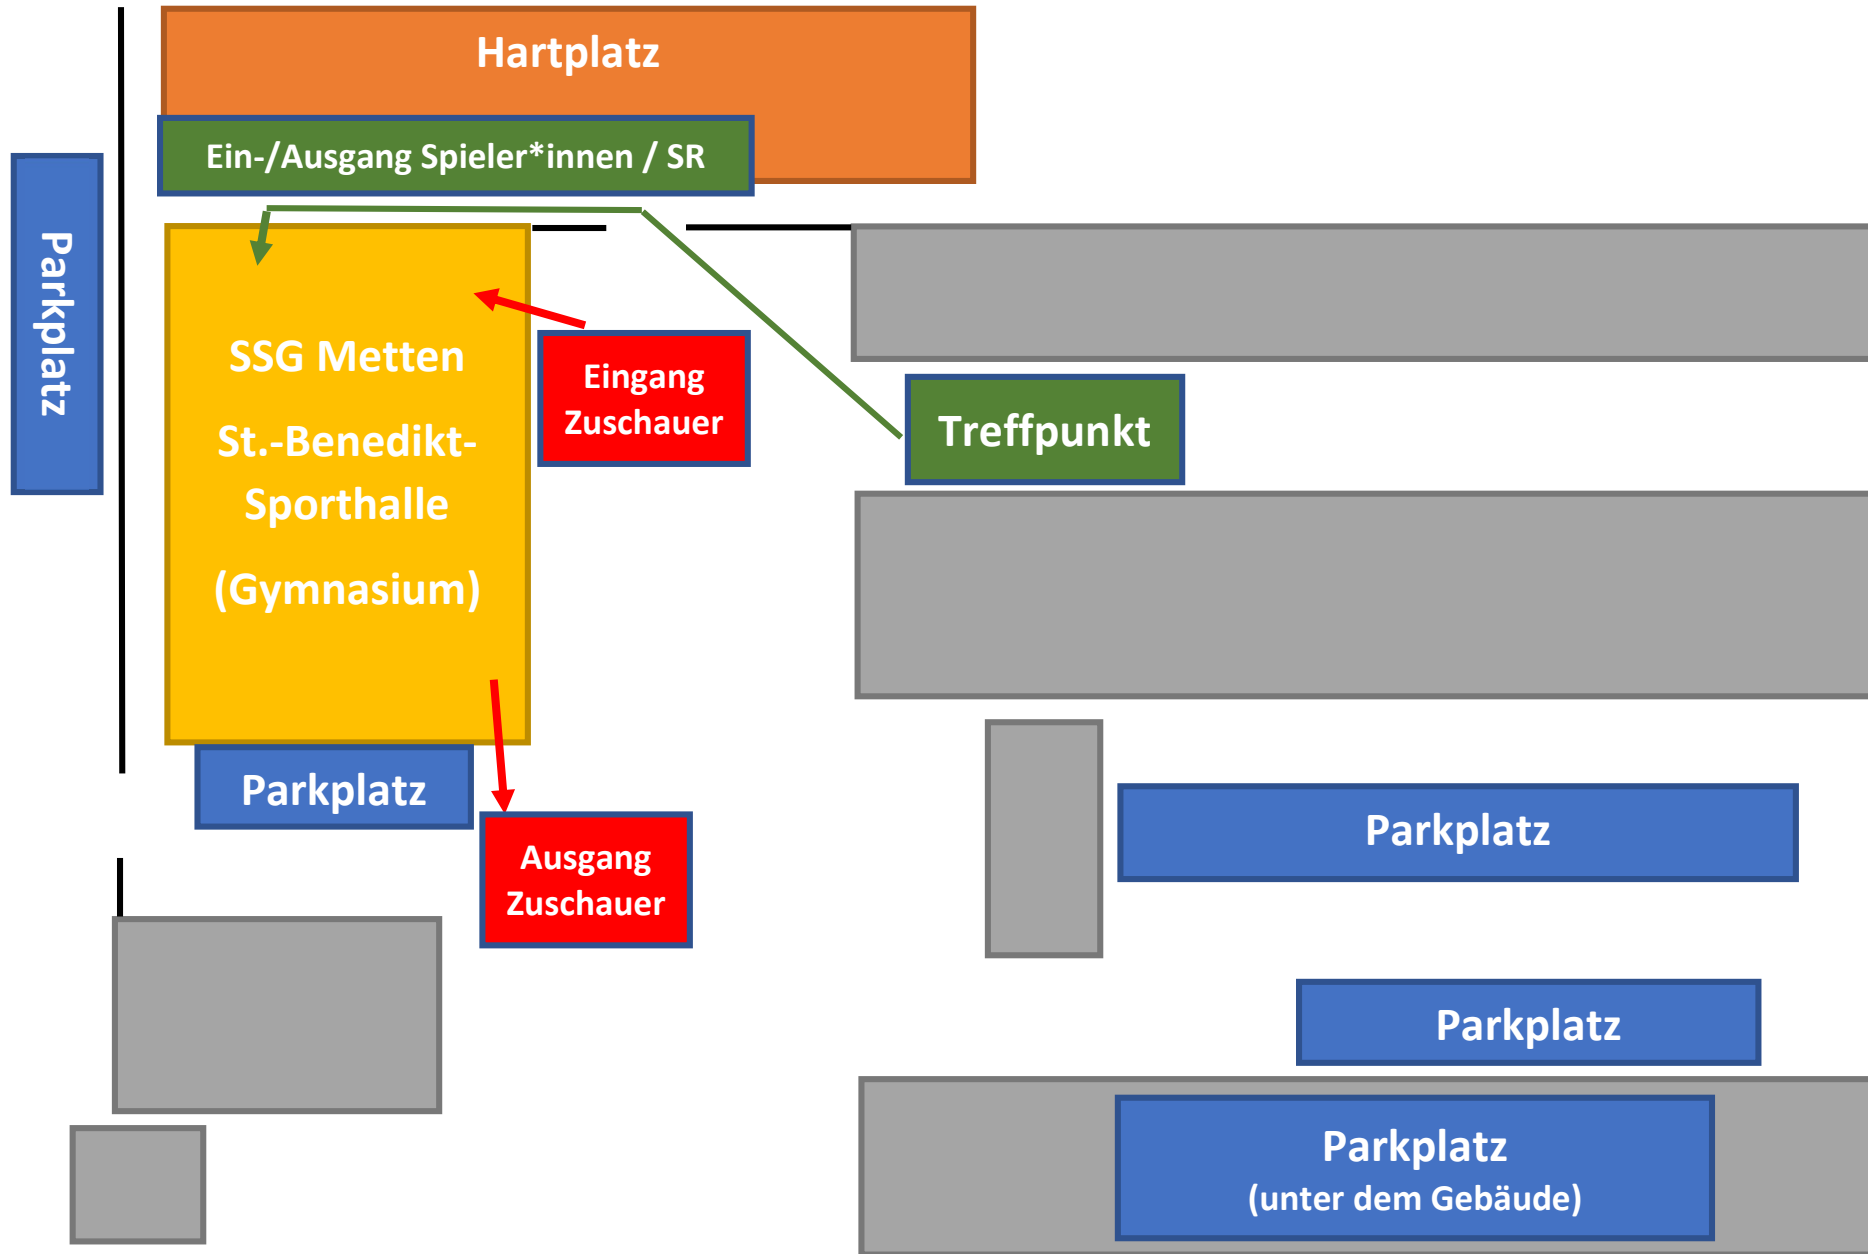 Hartplatz
Ein-/Ausgang Spieler*innen / SR
Parkplatz
SSG Metten
St.-Benedikt-
Sporthalle
(Gymnasium)
Eingang
Zuschauer
Treffpunkt
Parkplatz
Ausgang
Zuschauer
Parkplatz
Parkplatz
Parkplatz
(unter dem Gebäude)